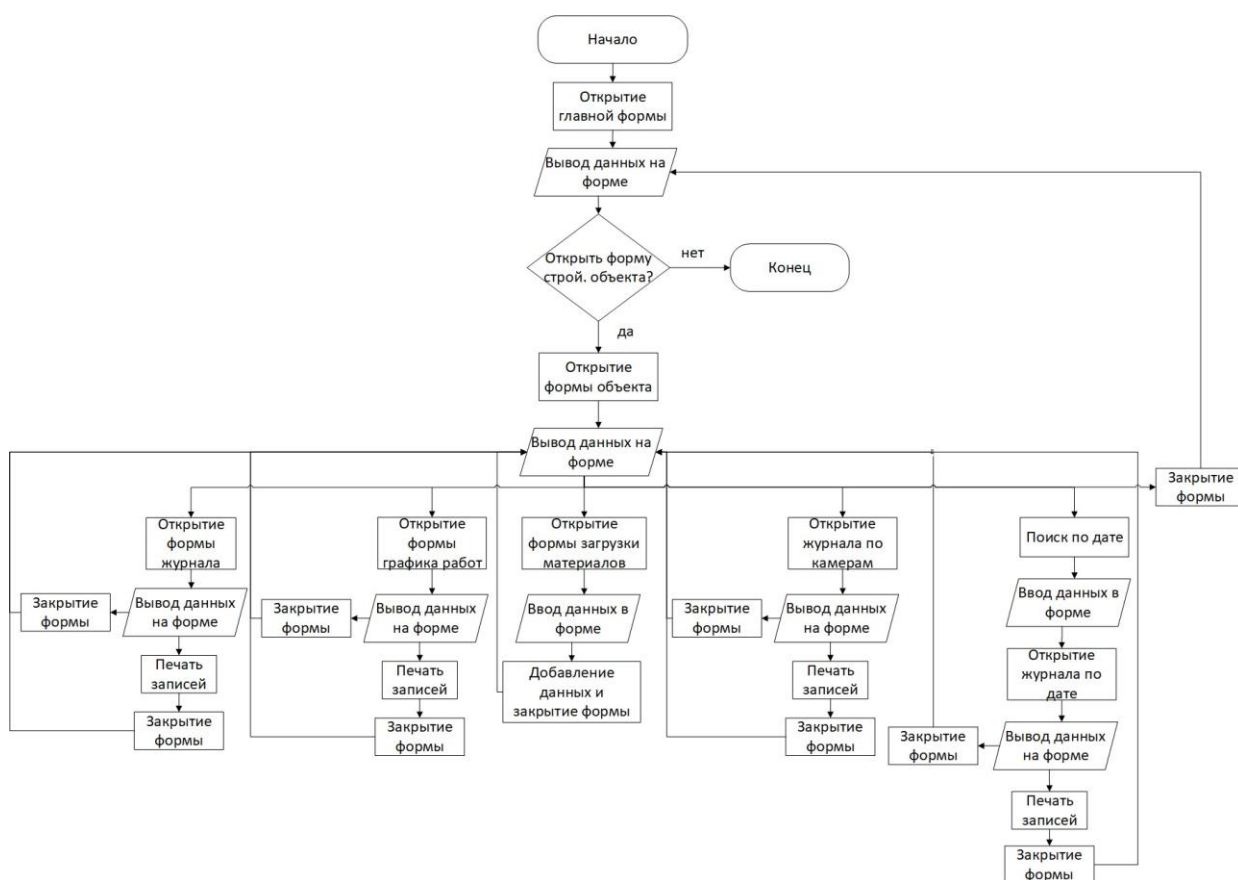 Начало
Открытие
главной формы
Вывод данных на
форме
Открыть форму
строй. объекта?
нет
Конец
да
Открытие
формы объекта
Вывод данных на
форме
Закрытие
формы
Открытие
формы
журнала
Открытие
формы
графика работ
Открытие
формы загрузки
материалов
Открытие
журнала по
камерам
Поиск по дате
Закрытие
формы
Вывод данных
на форме
Закрытие
формы
Вывод данных
на форме
Ввод данных в
форме
Закрытие
формы
Вывод данных
на форме
Ввод данных в
форме
Печать
записей
Печать
записей
Добавление
данных и
закрытие формы
Печать
записей
Открытие
журнала по
дате
Закрытие
формы
Закрытие
формы
Закрытие
формы
Закрытие
формы
Вывод данных
на форме
Печать
записей
Закрытие
формы